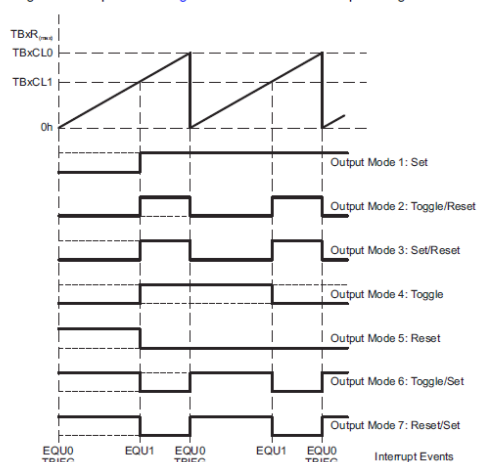 TBxR(max)
TBxCL0
TBxCL1
0h
Output Mode 1: Set
Output Mode 2: Toggle/Reset
Output Mode 3: Set/Reset
Output Mode 4: Toggle
Output Mode 5: Reset
Output Mode 6: Toggle/Set
Output Mode 7: Reset/Set
EQU0 EQU1 EQU0 EQU1 EQU0 Interrupt Events